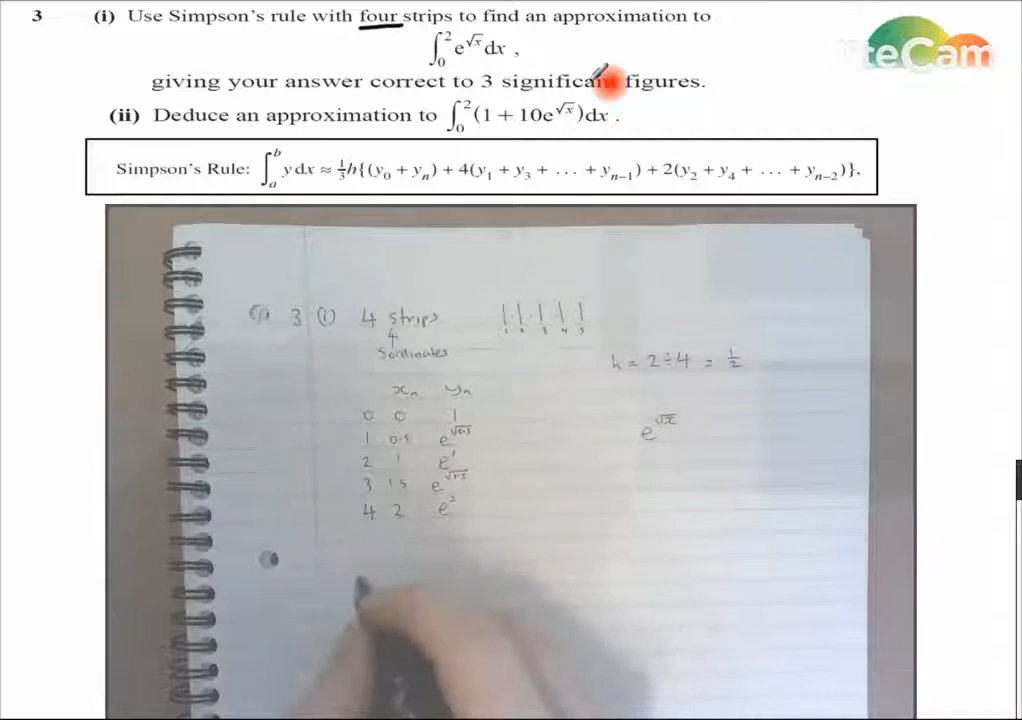 3 (i) Use Simpson's rule with four strips to find an approximation to
∫₀² e^√x dx ,
giving your answer correct to 3 significant figures.
(ii) Deduce an approximation to ∫₀² (1 + 10e^√x)dx .
Simpson's Rule: ∫ₐᵇ y dx ≈ ⅓h{(y₀ + yₙ) + 4(y₁ + y₃ + … + yₙ₋₁) + 2(y₂ + y₄ + … + yₙ₋₂)},
3 (i) 4 strips
5 ordinates
h = 2 ÷ 4 = 1/2
xₙ yₙ
0 0 1
1 0.5 e^√0.5
e^√x
2 1 e¹
3 1.5 e^√1.5
4 2 e²